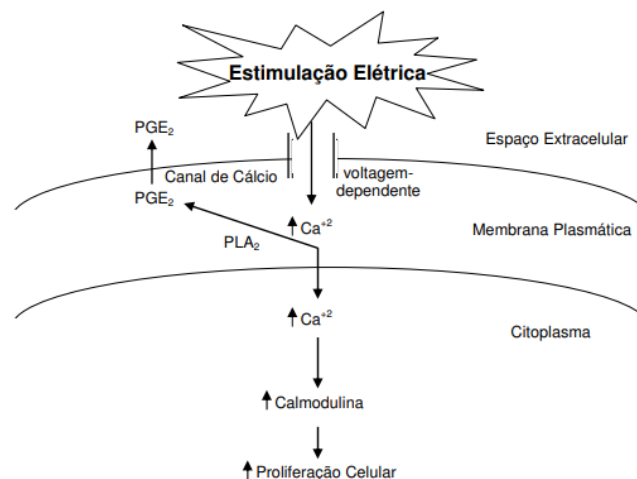 Estimulação Elétrica
PGE₂
Espaço Extracelular
Canal de Cálcio
voltagem-
dependente
PGE₂
↑Ca⁺²
Membrana Plasmática
PLA₂
↑Ca⁺²
Citoplasma
↑Calmodulina
↑Proliferação Celular